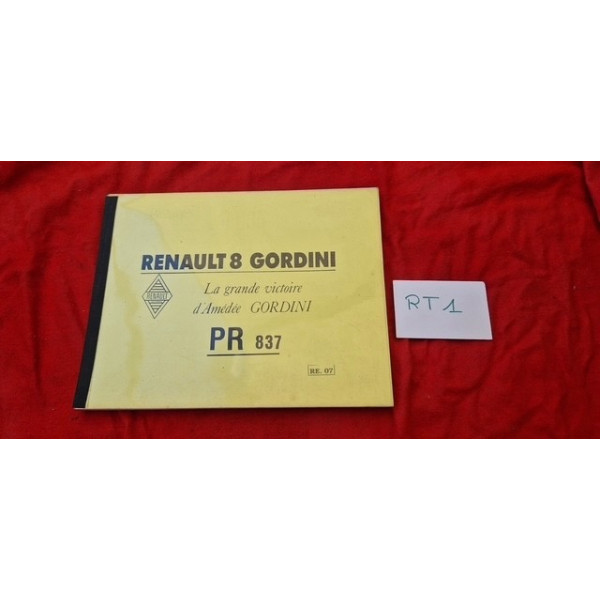 RENAULT 8 GORDINI
RENAULT
La grande victoire
d'Amédée GORDINI
PR 837
RE. 07
RT1